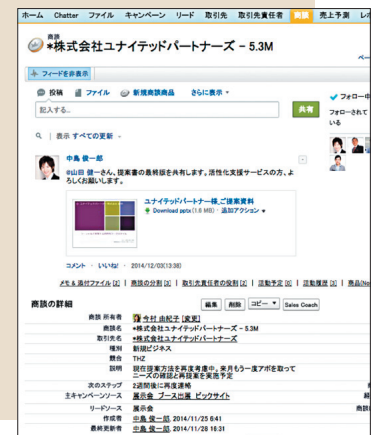 ホーム Chatter ファイル キャンペーン リード 取引先 取引先責任者 商談 売上予測
商談
*株式会社ユナイテッドパートナーズ - 5.3M
フィードを非表示
投稿 ファイル 新規商談商品 さらに表示
記入する...
共有
フォロー中
フォローされて
いる
表示 すべての更新
中島 俊一郎
@山田 健一さん、提案書の最終版を共有します。活性化支援サービスの方、よ
ろしくお願いします。
ユナイテッドパートナー様_ご提案資料
Download pptx (1.6 MB) · 追加アクション
コメント · いいね! · 2014/12/03(13:38)
メモ & 添付ファイル [2] | 商談の分割 [3] | 取引先責任者の役割 [2] | 活動予定 [0] | 活動履歴 [3] |
商談の詳細
編集 削除 コピー Sales Coach
商談 所有者 今村 由紀子 [変更]
商談名 *株式会社ユナイテッドパートナーズ - 5.3M
取引先名 *株式会社ユナイテッドパートナーズ
種別 新規ビジネス
競合 THZ
説明 現在提案方法を再度考慮中。来月もう一度アポを取って
ニーズの確認と再提案を実施予定
次のステップ 2週間後に再度連絡
主キャンペーンソース 展示会 ブース出展 ビックサイト
リードソース 展示会
作成者 中島 俊一郎, 2014/11/25 6:41
最終更新者 中島 俊一郎, 2014/11/28 16:31